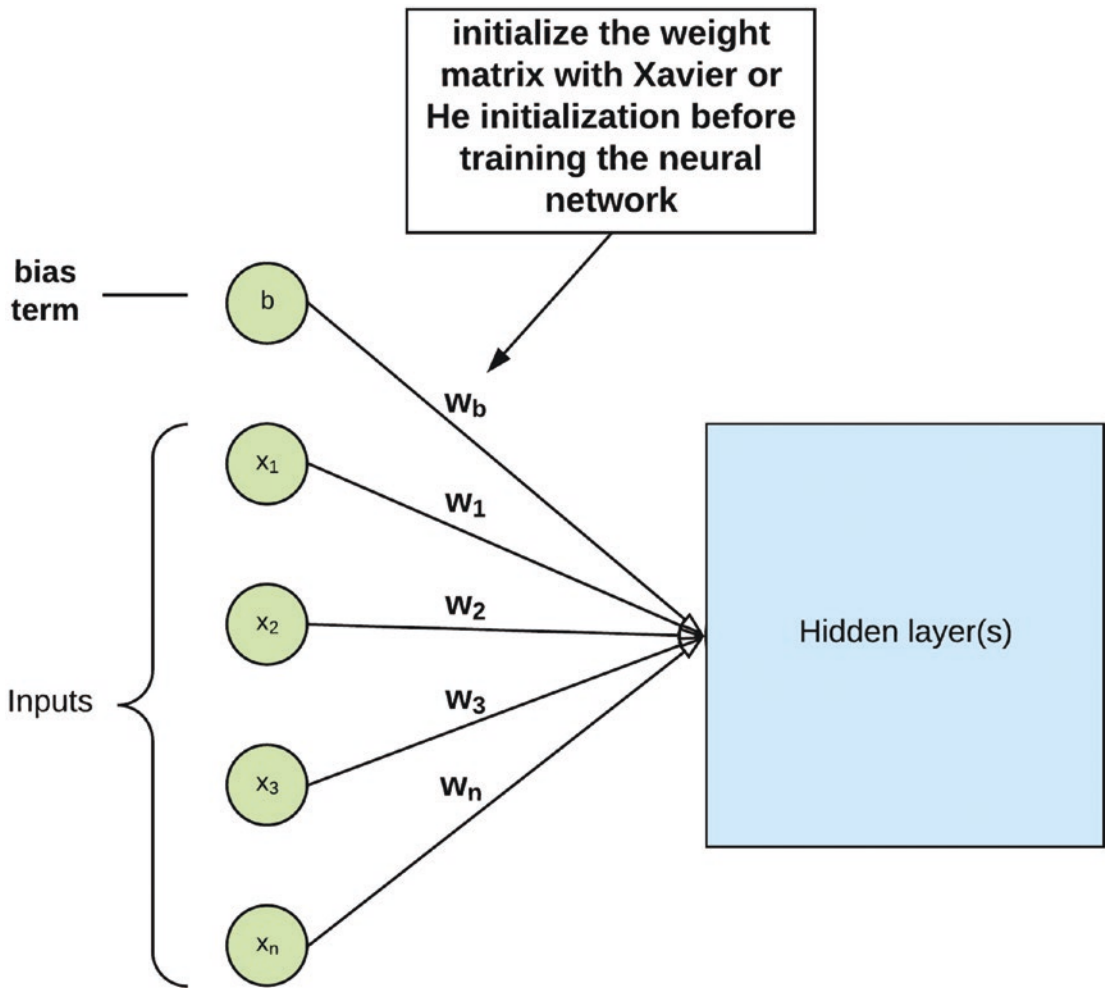 initialize the weight
matrix with Xavier or
He initialization before
training the neural
network
bias
term
b
w_b
x₁
w₁
x₂
w₂
Hidden layer(s)
Inputs
w₃
x₃
wₙ
xₙ